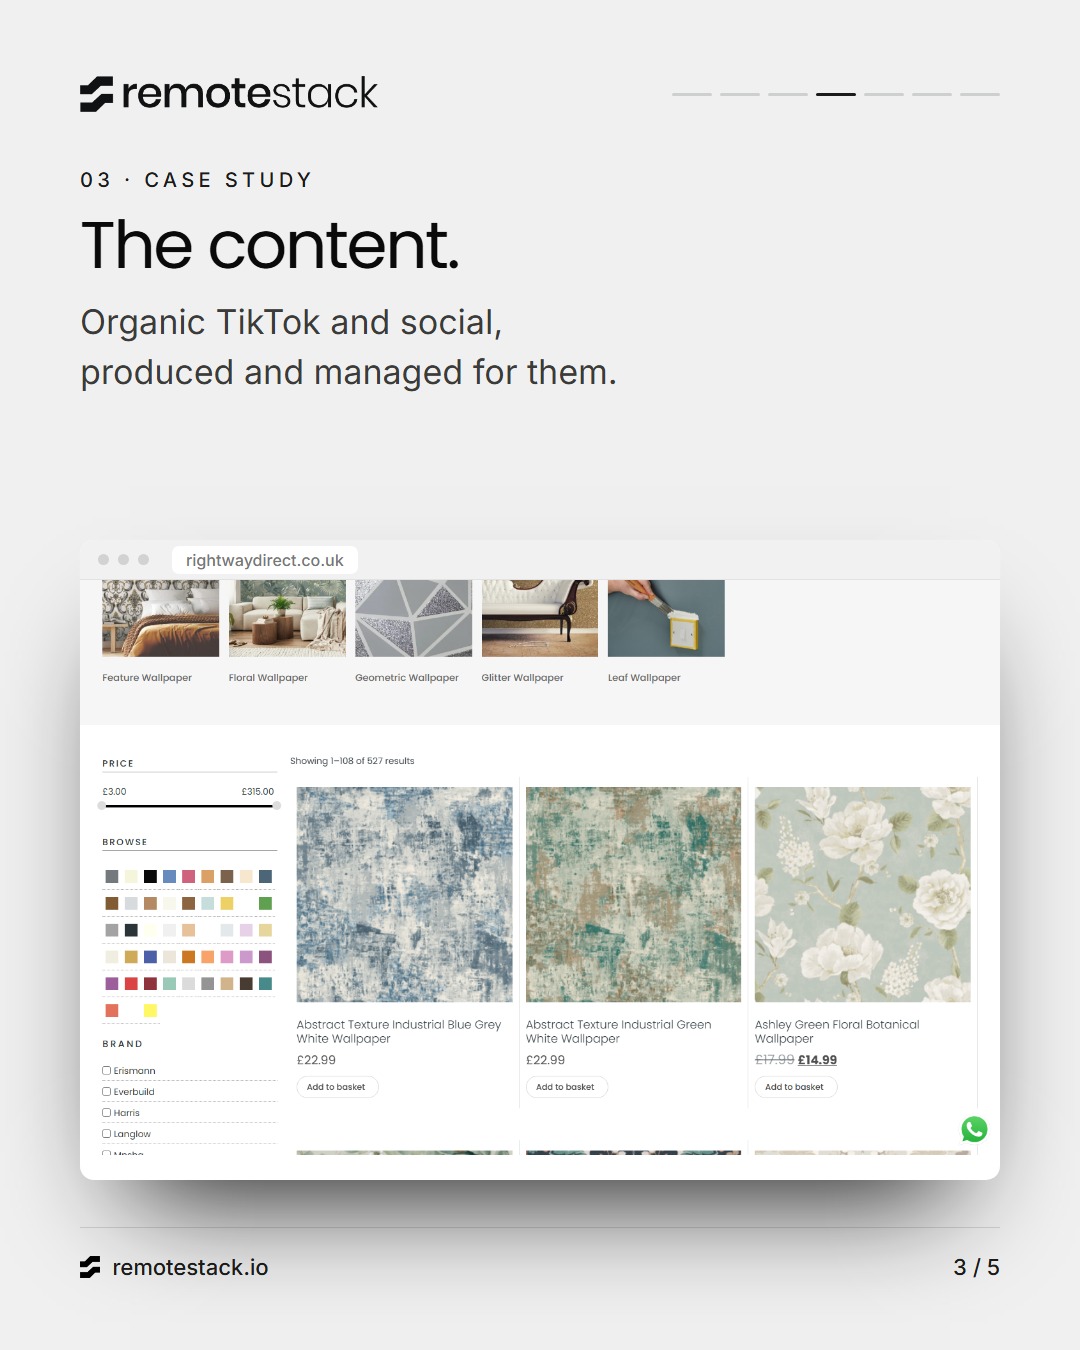 remotestack
03 · CASE STUDY
The content.
Organic TikTok and social,
produced and managed for them.
rightwaydirect.co.uk
Feature Wallpaper
Floral Wallpaper
Geometric Wallpaper
Glitter Wallpaper
Leaf Wallpaper
PRICE
£3.00 £315.00
BROWSE
BRAND
Erismann
Everbuild
Harris
Langlow
Showing 1–108 of 527 results
Abstract Texture Industrial Blue Grey
White Wallpaper
£22.99
Add to basket
Abstract Texture Industrial Green
White Wallpaper
£22.99
Add to basket
Ashley Green Floral Botanical
Wallpaper
£17.99 £14.99
Add to basket
remotestack.io
3 / 5